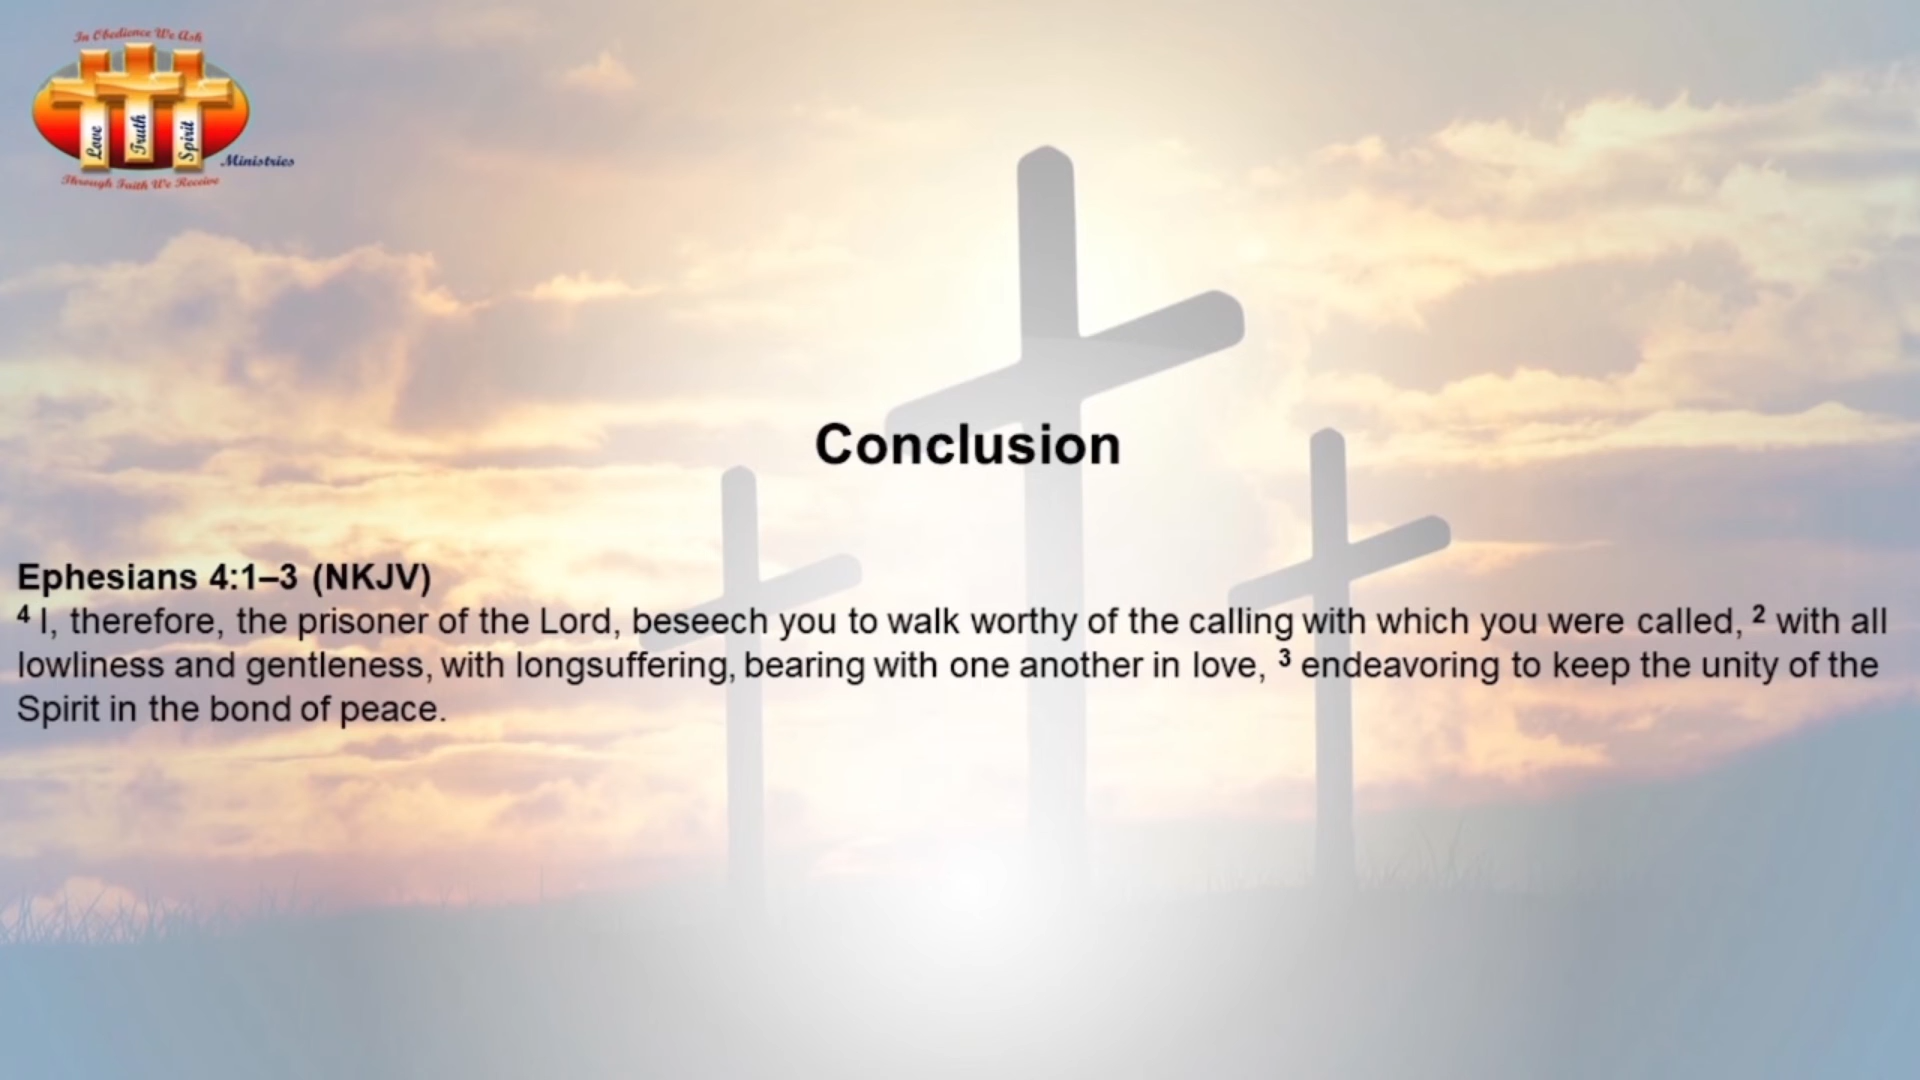 In Obedience We Ask
Love
Truth
Spirit
Ministries
Through Faith We Receive
Conclusion
Ephesians 4:1–3 (NKJV)
4 I, therefore, the prisoner of the Lord, beseech you to walk worthy of the calling with which you were called, 2 with all
lowliness and gentleness, with longsuffering, bearing with one another in love, 3 endeavoring to keep the unity of the
Spirit in the bond of peace.